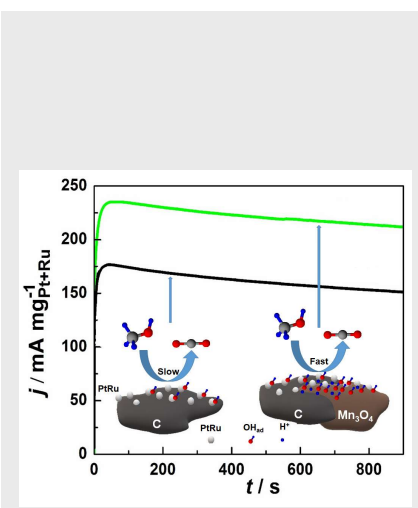 250
200
150
100
50
0
j / mA mg-1Pt+Ru
Slow
Fast
PtRu
C
C
Mn3O4
PtRu
OHad
H+
0
200
400
600
800
t / s